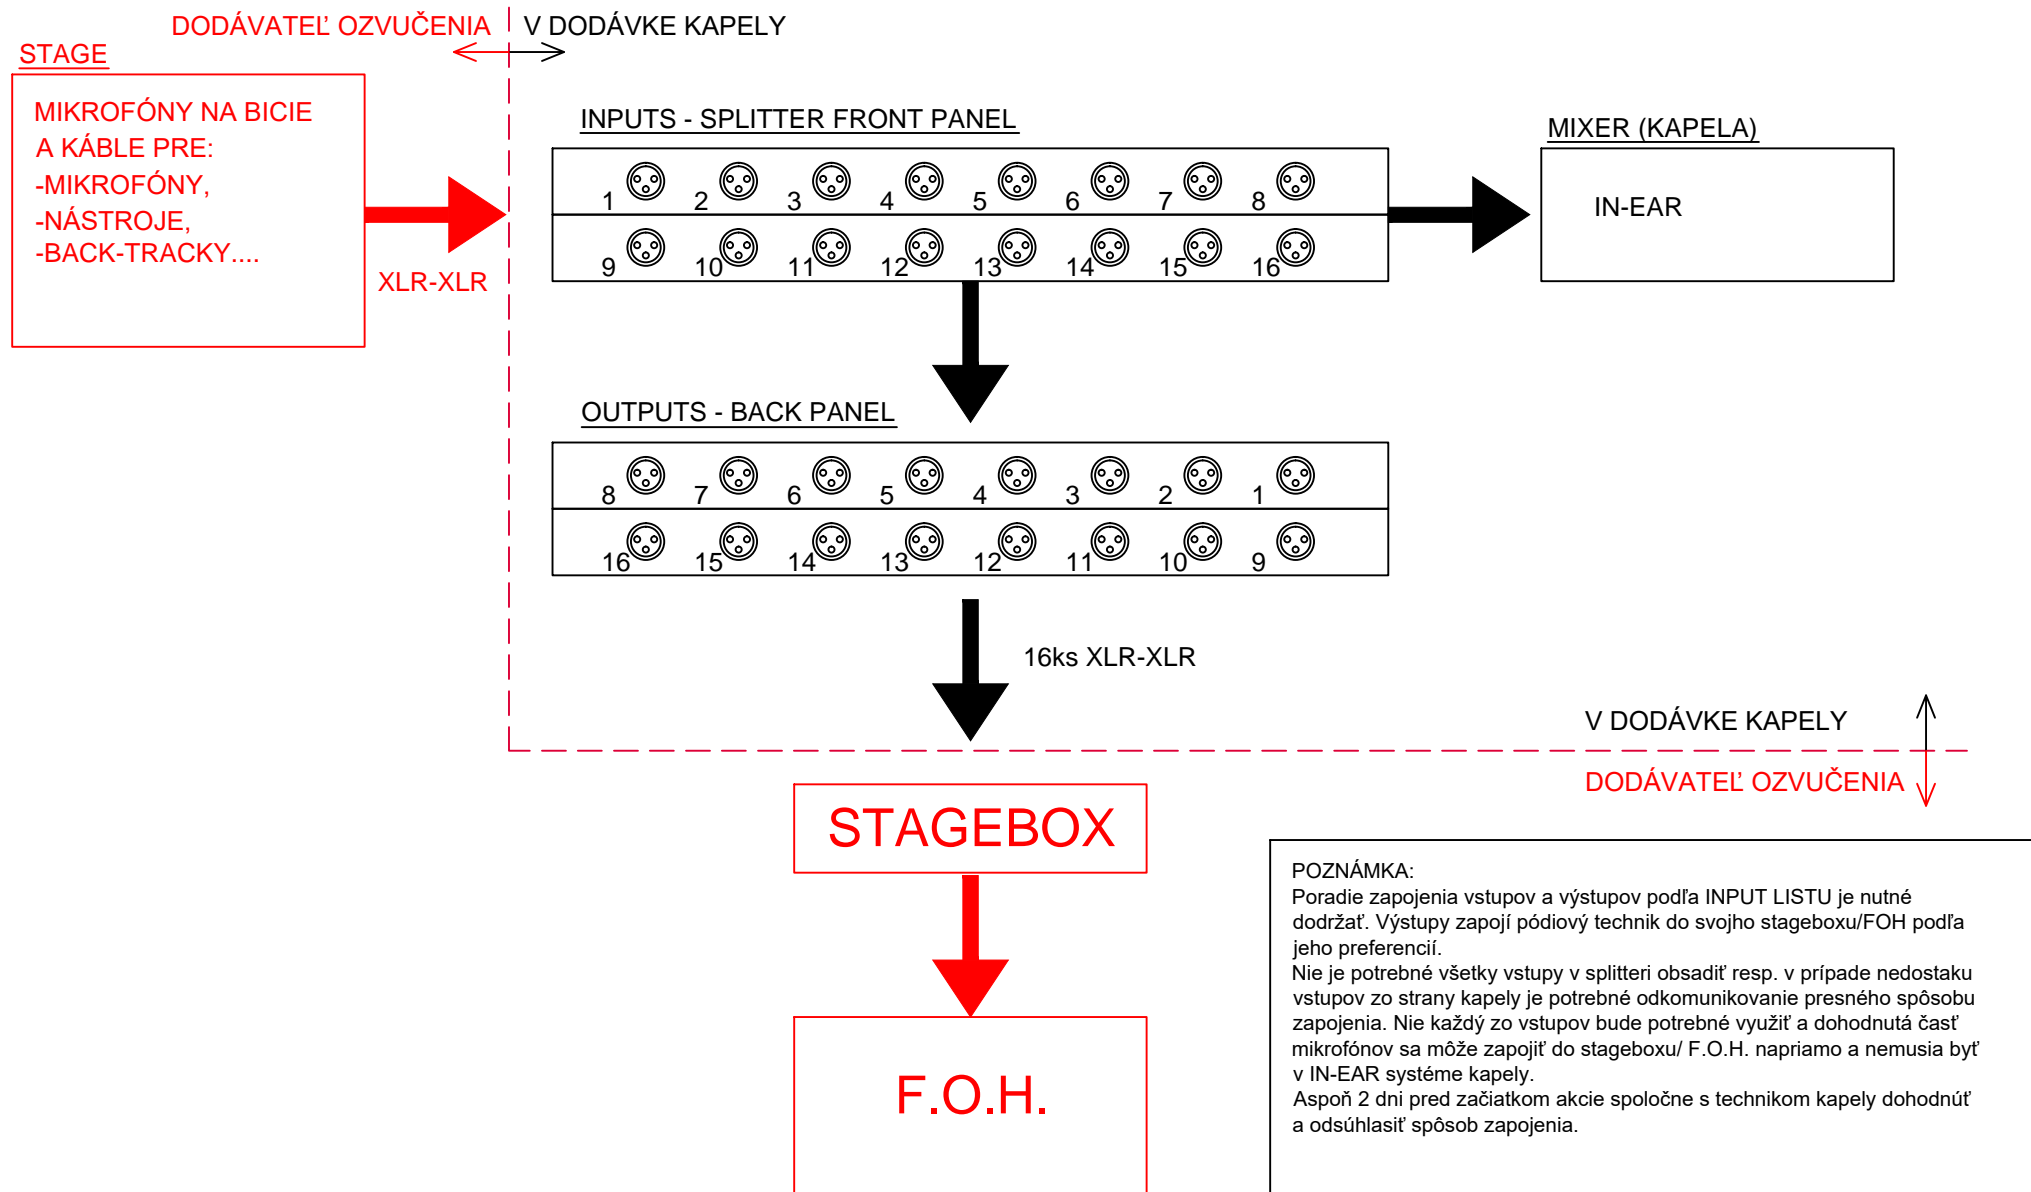 DODÁVATEĽ OZVUČENIA
V DODÁVKE KAPELY
STAGE
MIKROFÓNY NA BICIE
A KÁBLE PRE:
-MIKROFÓNY,
-NÁSTROJE,
-BACK-TRACKY....
XLR-XLR
INPUTS - SPLITTER FRONT PANEL
1 2 3 4 5 6 7 8
9 10 11 12 13 14 15 16
MIXER (KAPELA)
IN-EAR
OUTPUTS - BACK PANEL
8 7 6 5 4 3 2 1
16 15 14 13 12 11 10 9
16ks XLR-XLR
V DODÁVKE KAPELY
DODÁVATEĽ OZVUČENIA
STAGEBOX
F.O.H.
POZNÁMKA:
Poradie zapojenia vstupov a výstupov podľa INPUT LISTU je nutné
dodržať. Výstupy zapojí pódiový technik do svojho stageboxu/FOH podľa
jeho preferencií.
Nie je potrebné všetky vstupy v splitteri obsadiť resp. v prípade nedostaku
vstupov zo strany kapely je potrebné odkomunikovanie presného spôsobu
zapojenia. Nie každý zo vstupov bude potrebné využiť a dohodnutá časť
mikrofónov sa môže zapojiť do stageboxu/ F.O.H. napriamo a nemusia byť
v IN-EAR systéme kapely.
Aspoň 2 dni pred začiatkom akcie spoločne s technikom kapely dohodnúť
a odsúhlasiť spôsob zapojenia.